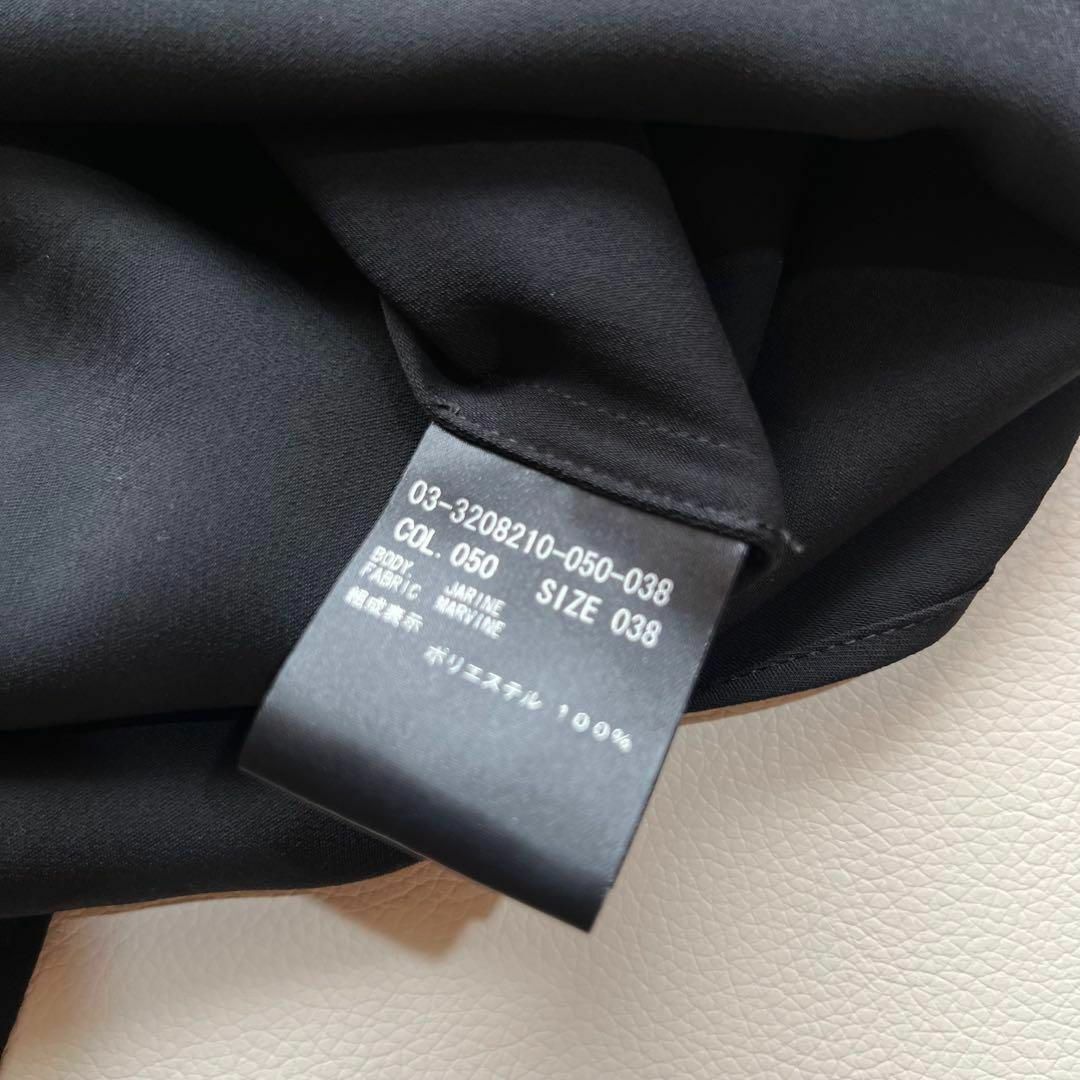 03-3208210-050-038
COL. 050 SIZE 038
BODY. JARINE
FABRIC MARVINE
組成表示
ポリエステル 100%